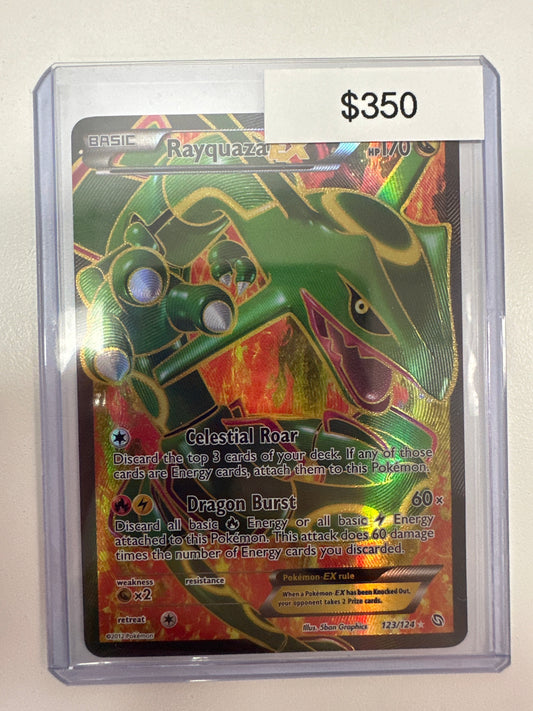 $350
BASIC Rayquaza EX HP170
Celestial Roar
Discard the top 3 cards of your deck. If any of those
cards are Energy cards, attach them to this Pokémon.
Dragon Burst 60×
Discard all basic Energy or all basic Energy
attached to this Pokémon. This attack does 60 damage
times the number of Energy cards you discarded.
weakness resistance
×2
Pokémon-EX rule
When a Pokémon-EX has been Knocked Out,
your opponent takes 2 Prize cards.
retreat
Illus. 5ban Graphics
©2012 Pokémon 123/124